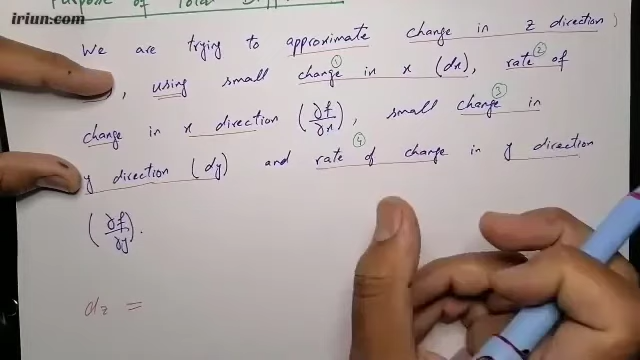 Purpose of Total Differential
iriun.com
We are trying to approximate change in z direction,
, using small change ① in x (dx), rate ② of
change in x direction (∂f/∂x), small change ③ in
y direction (dy) and rate ④ of change in y direction
(∂f/∂y).
dz =